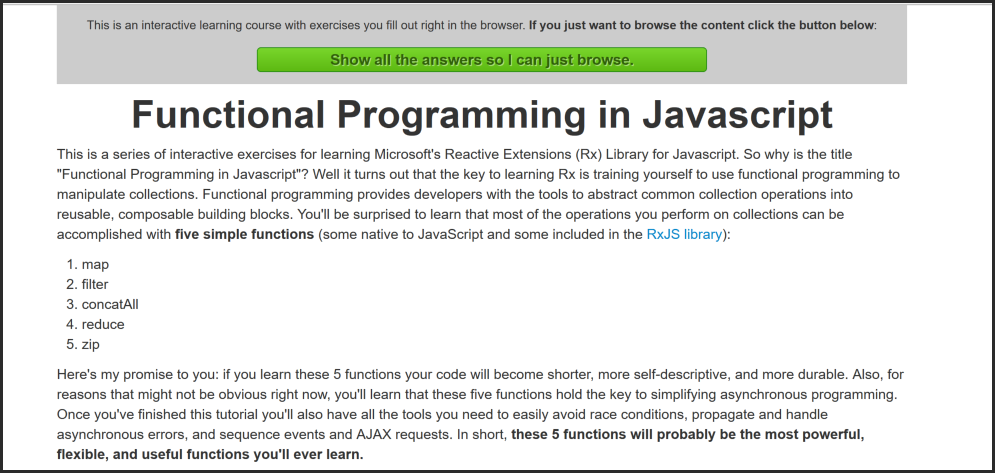 This is an interactive learning course with exercises you fill out right in the browser. If you just want to browse the content click the button below:
Show all the answers so I can just browse.
Functional Programming in Javascript
This is a series of interactive exercises for learning Microsoft's Reactive Extensions (Rx) Library for Javascript. So why is the title
"Functional Programming in Javascript"? Well it turns out that the key to learning Rx is training yourself to use functional programming to
manipulate collections. Functional programming provides developers with the tools to abstract common collection operations into
reusable, composable building blocks. You'll be surprised to learn that most of the operations you perform on collections can be
accomplished with five simple functions (some native to JavaScript and some included in the RxJS library):
1. map
2. filter
3. concatAll
4. reduce
5. zip
Here's my promise to you: if you learn these 5 functions your code will become shorter, more self-descriptive, and more durable. Also, for
reasons that might not be obvious right now, you'll learn that these five functions hold the key to simplifying asynchronous programming.
Once you've finished this tutorial you'll also have all the tools you need to easily avoid race conditions, propagate and handle
asynchronous errors, and sequence events and AJAX requests. In short, these 5 functions will probably be the most powerful,
flexible, and useful functions you'll ever learn.